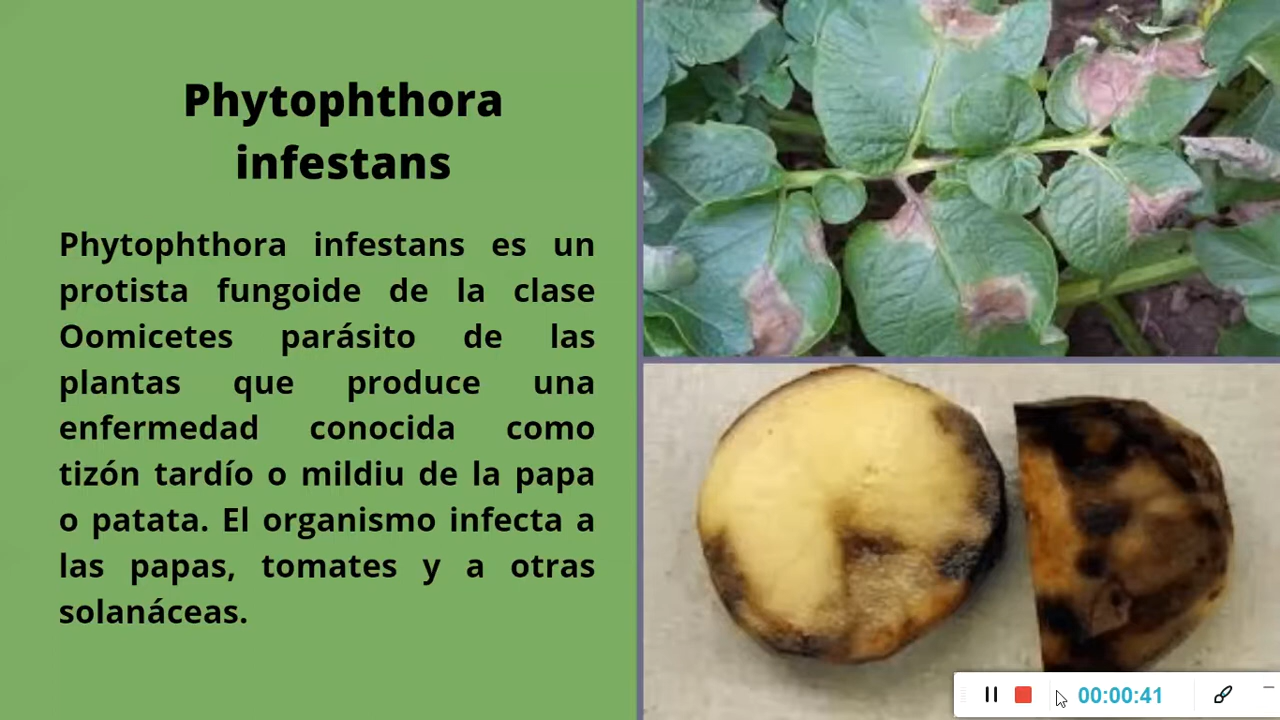 Phytophthora
infestans
Phytophthora infestans es un
protista fungoide de la clase
Oomicetes parásito de las
plantas que produce una
enfermedad conocida como
tizón tardío o mildiu de la papa
o patata. El organismo infecta a
las papas, tomates y a otras
solanáceas.
00:00:41